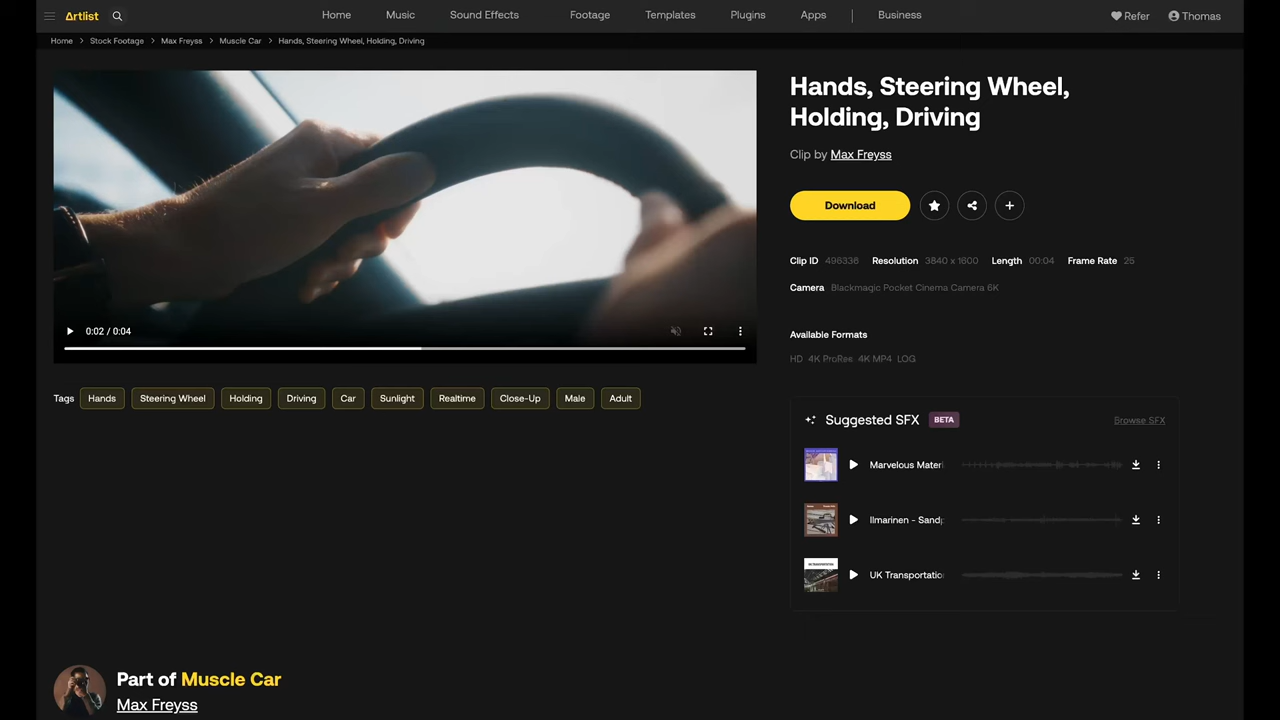 Artlist
Home Music Sound Effects Footage Templates Plugins Apps Business
Refer Thomas
Home > Stock Footage > Max Freyss > Muscle Car > Hands, Steering Wheel, Holding, Driving
Hands, Steering Wheel,
Holding, Driving
Clip by Max Freyss
Download
Clip ID 498336 Resolution 3840 x 1600 Length 00:04 Frame Rate 25
Camera Blackmagic Pocket Cinema Camera 6K
0:02 / 0:04
Available Formats
HD 4K ProRes 4K MP4 LOG
Tags Hands Steering Wheel Holding Driving Car Sunlight Realtime Close-Up Male Adult
Suggested SFX BETA Browse SFX
Marvelous Materi
Ilmarinen - Sandp
UK Transportation
Part of Muscle Car
Max Freyss